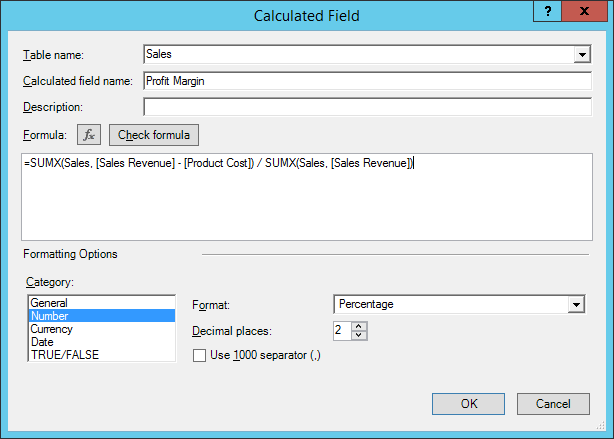 Calculated Field
?
Table name: Sales
Calculated field name: Profit Margin
Description:
Formula: fx Check formula
=SUMX(Sales, [Sales Revenue] - [Product Cost]) / SUMX(Sales, [Sales Revenue])
Formatting Options
Category:
General
Number
Currency
Date
TRUE/FALSE
Format: Percentage
Decimal places: 2
Use 1000 separator (,)
OK Cancel